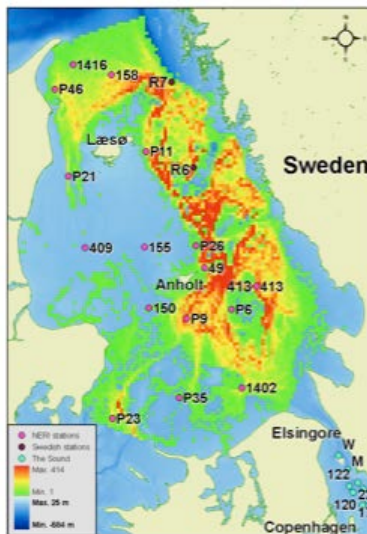 1416
158
R7
P46
Læsø
P11
Sweden
R6
P21
409
155
P26
49
Anholt
413
413
150
P9
P6
1402
P35
P23
Elsingore
W
M
122
120
Copenhagen
NERI stations
Swedish stations
The Sound
Max. 414
Min. 1
Max. 25 m
Min. -684 m